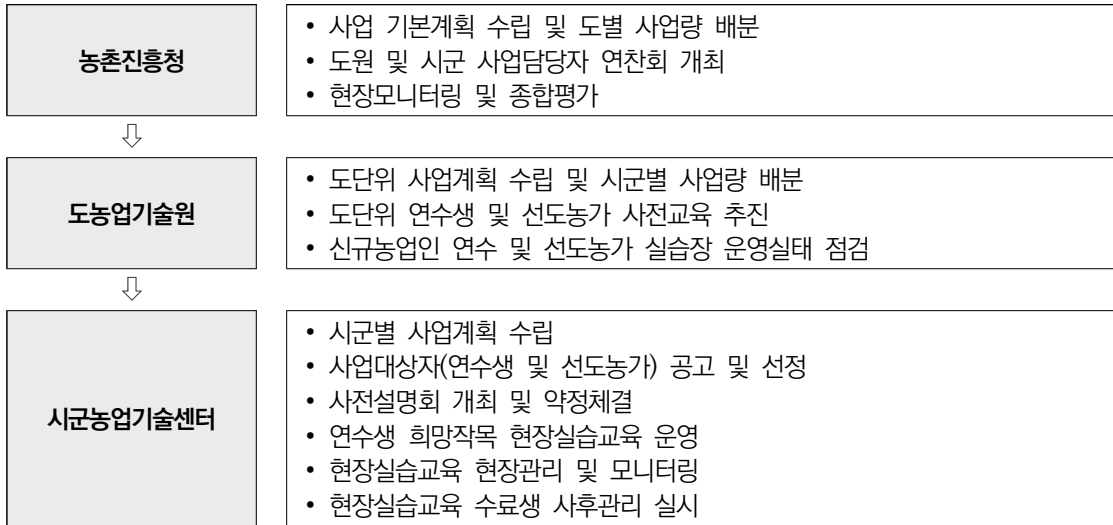 농촌진흥청
• 사업 기본계획 수립 및 도별 사업량 배분
• 도원 및 시군 사업담당자 연찬회 개최
• 현장모니터링 및 종합평가
⇩
도농업기술원
• 도단위 사업계획 수립 및 시군별 사업량 배분
• 도단위 연수생 및 선도농가 사전교육 추진
• 신규농업인 연수 및 선도농가 실습장 운영실태 점검
⇩
시군농업기술센터
• 시군별 사업계획 수립
• 사업대상자(연수생 및 선도농가) 공고 및 선정
• 사전설명회 개최 및 약정체결
• 연수생 희망작목 현장실습교육 운영
• 현장실습교육 현장관리 및 모니터링
• 현장실습교육 수료생 사후관리 실시